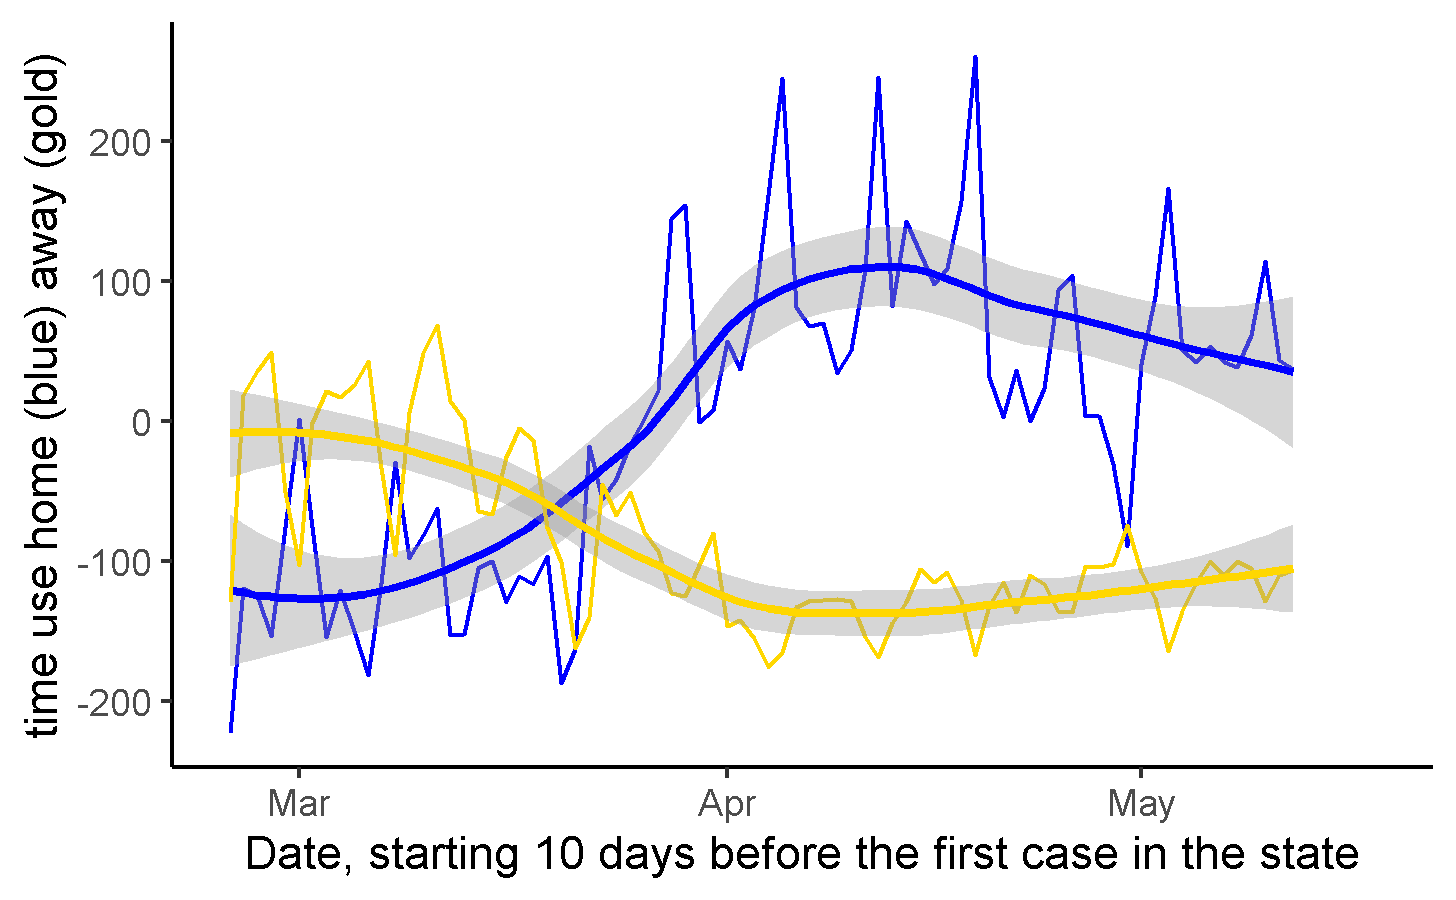 time use home (blue) away (gold)
200
100
0
-100
-200
Mar
Apr
May
Date, starting 10 days before the first case in the state